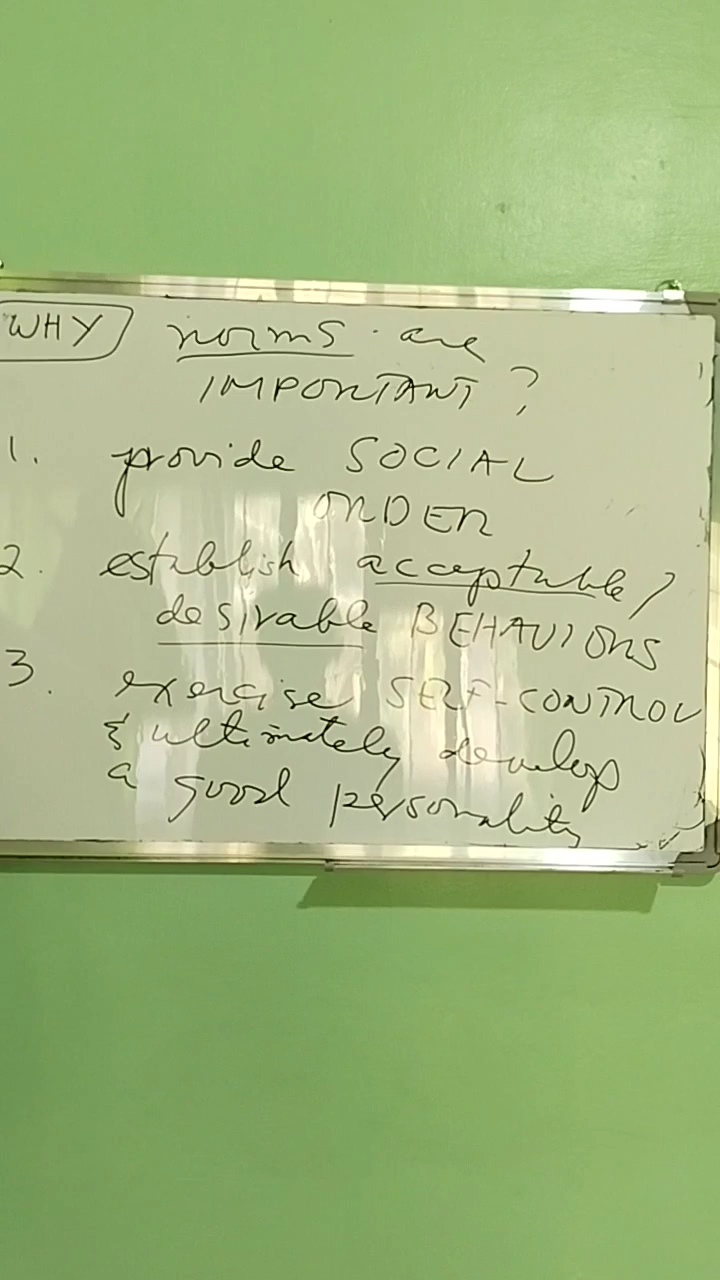 WHY norms are
IMPORTANT?
1. provide SOCIAL
ORDER
2. establish acceptable/
desirable BEHAVIORS
3. exercise SELF-CONTROL
& ultimately develop
a good personality